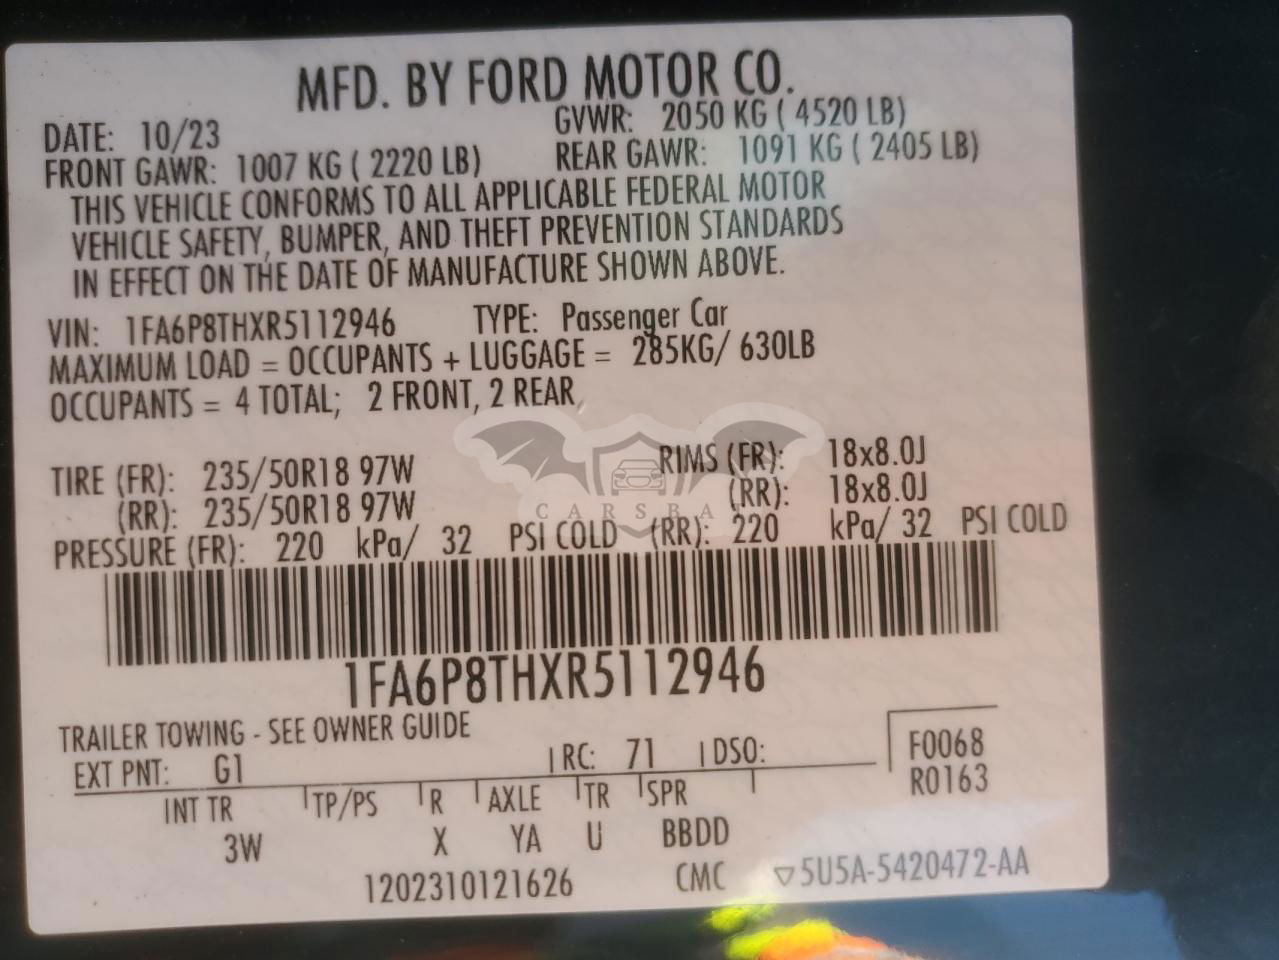 MFD. BY FORD MOTOR CO.
DATE: 10/23 GVWR: 2050 KG ( 4520 LB)
FRONT GAWR: 1007 KG ( 2220 LB) REAR GAWR: 1091 KG ( 2405 LB)
THIS VEHICLE CONFORMS TO ALL APPLICABLE FEDERAL MOTOR
VEHICLE SAFETY, BUMPER, AND THEFT PREVENTION STANDARDS
IN EFFECT ON THE DATE OF MANUFACTURE SHOWN ABOVE.
VIN: 1FA6P8THXR5112946 TYPE: Passenger Car
MAXIMUM LOAD = OCCUPANTS + LUGGAGE = 285KG/ 630LB
OCCUPANTS = 4 TOTAL; 2 FRONT, 2 REAR
TIRE (FR): 235/50R18 97W RIMS (FR): 18x8.0J
(RR): 235/50R18 97W (RR): 18x8.0J
CARSBA
PRESSURE (FR): 220 kPa/ 32 PSI COLD (RR): 220 kPa/ 32 PSI COLD
1FA6P8THXR5112946
TRAILER TOWING - SEE OWNER GUIDE
EXT PNT: G1 RC: 71 DSO: F0068
R0163
INT TR TP/PS R AXLE TR SPR
3W X YA U BBDD
1202310121626 CMC ▽5U5A-5420472-AA